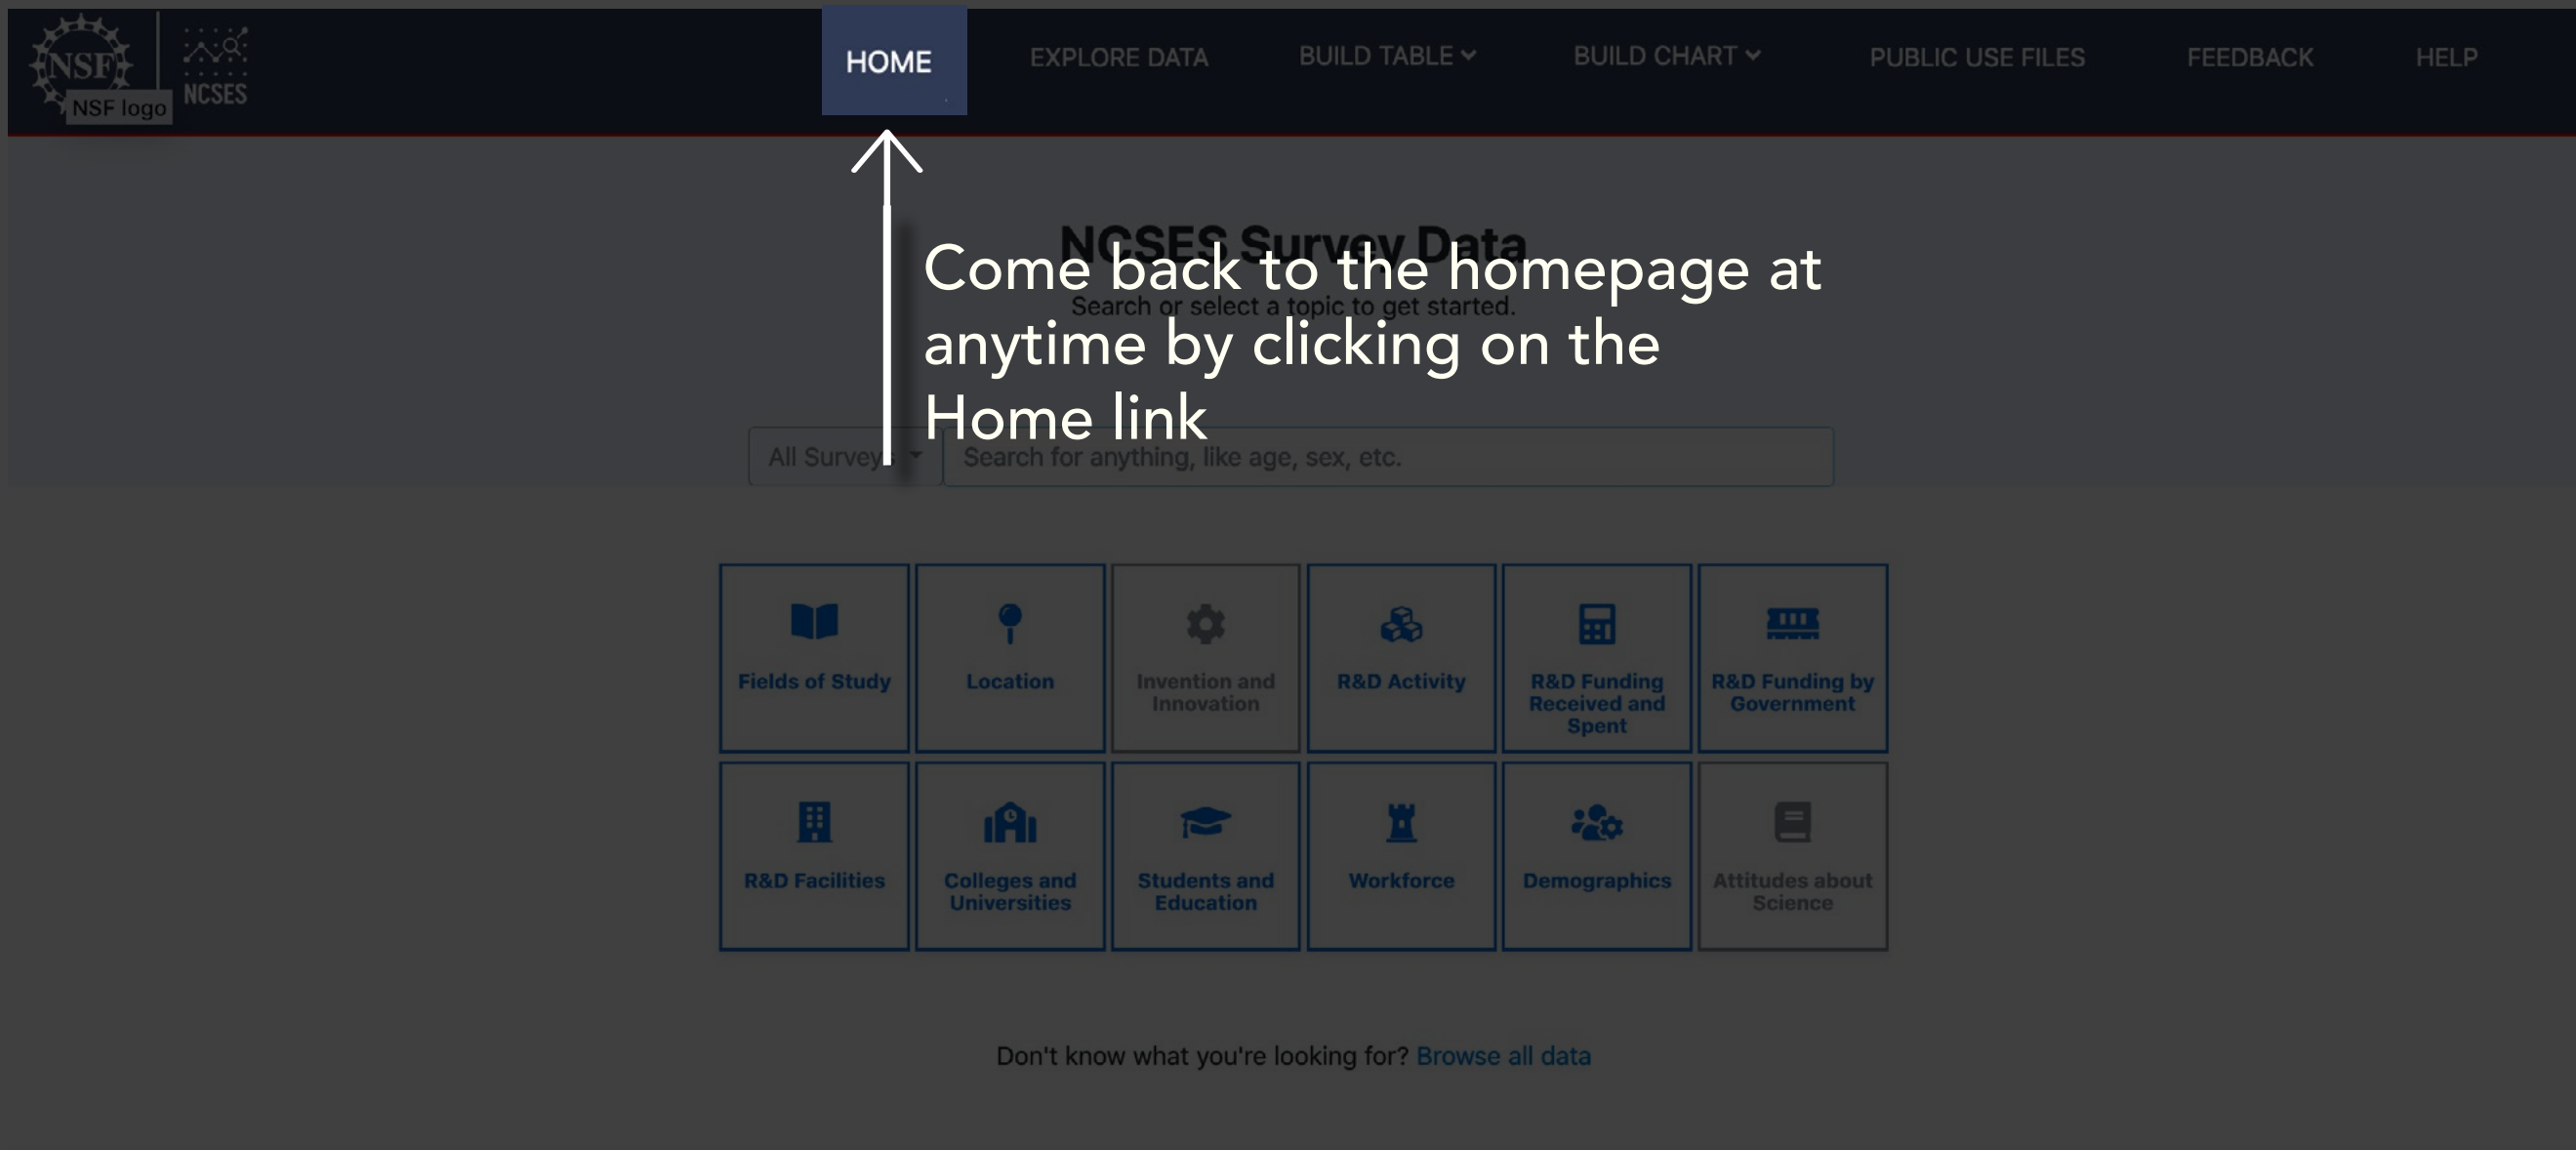 NSF
NSF logo
NCSES
HOME
EXPLORE DATA
BUILD TABLE
BUILD CHART
PUBLIC USE FILES
FEEDBACK
HELP
NCSES Survey Data
Search or select a topic to get started.
Come back to the homepage at
anytime by clicking on the
Home link
All Surveys
Search for anything, like age, sex, etc.
Fields of Study
Location
Invention and
Innovation
R&D Activity
R&D Funding
Received and
Spent
R&D Funding by
Government
R&D Facilities
Colleges and
Universities
Students and
Education
Workforce
Demographics
Attitudes about
Science
Don't know what you're looking for? Browse all data